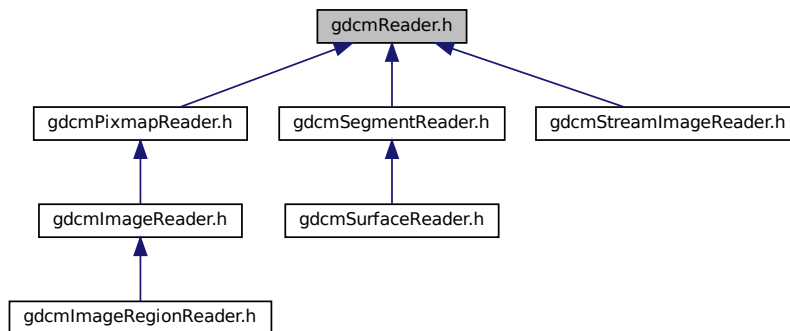 gdcmReader.h
gdcmPixmapReader.h
gdcmSegmentReader.h
gdcmStreamImageReader.h
gdcmImageReader.h
gdcmSurfaceReader.h
gdcmImageRegionReader.h